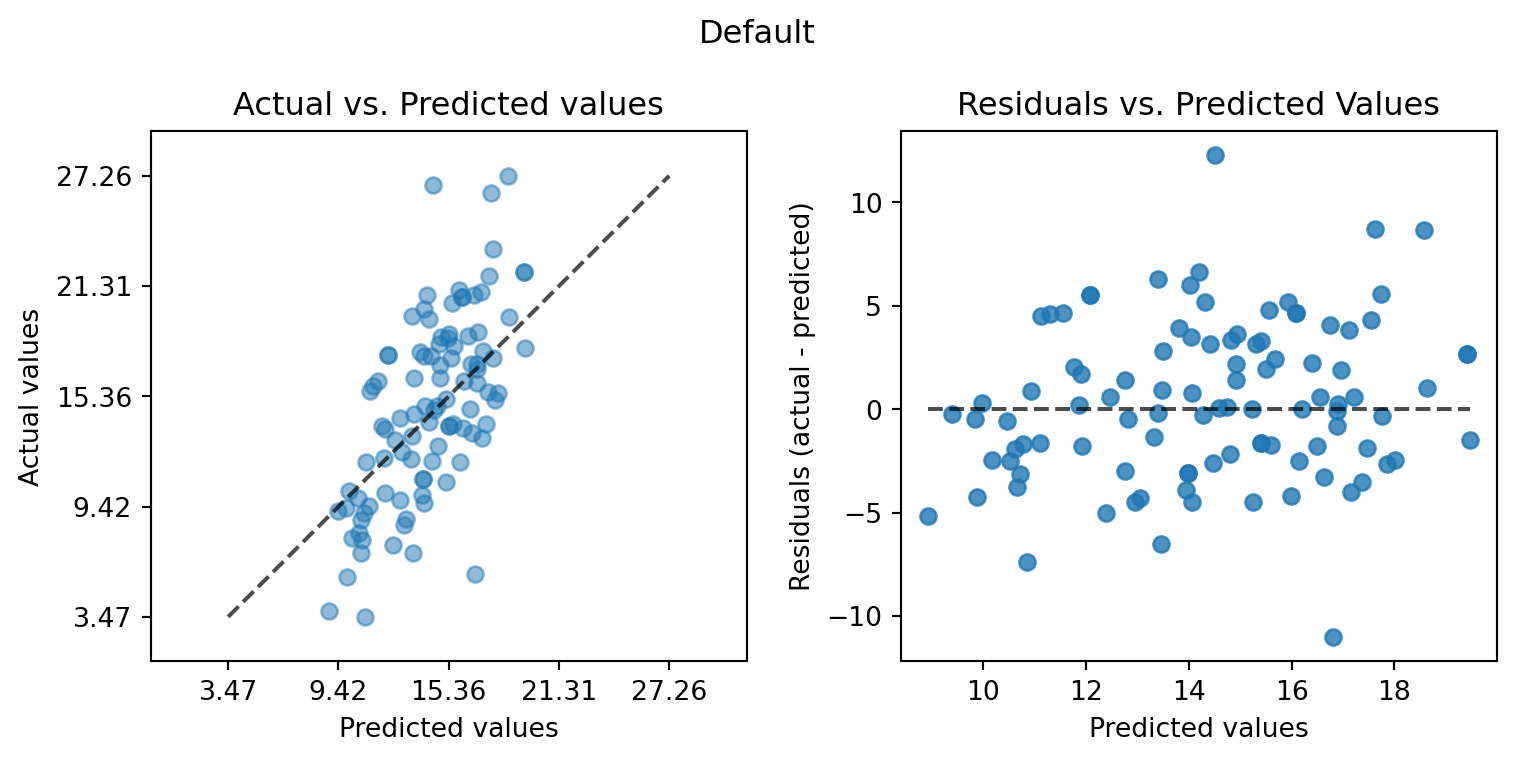 Default
Actual vs. Predicted values
Actual values
27.26
21.31
15.36
9.42
3.47
3.47 9.42 15.36 21.31 27.26
Predicted values
Residuals vs. Predicted Values
Residuals (actual - predicted)
10
5
0
−5
−10
10 12 14 16 18
Predicted values